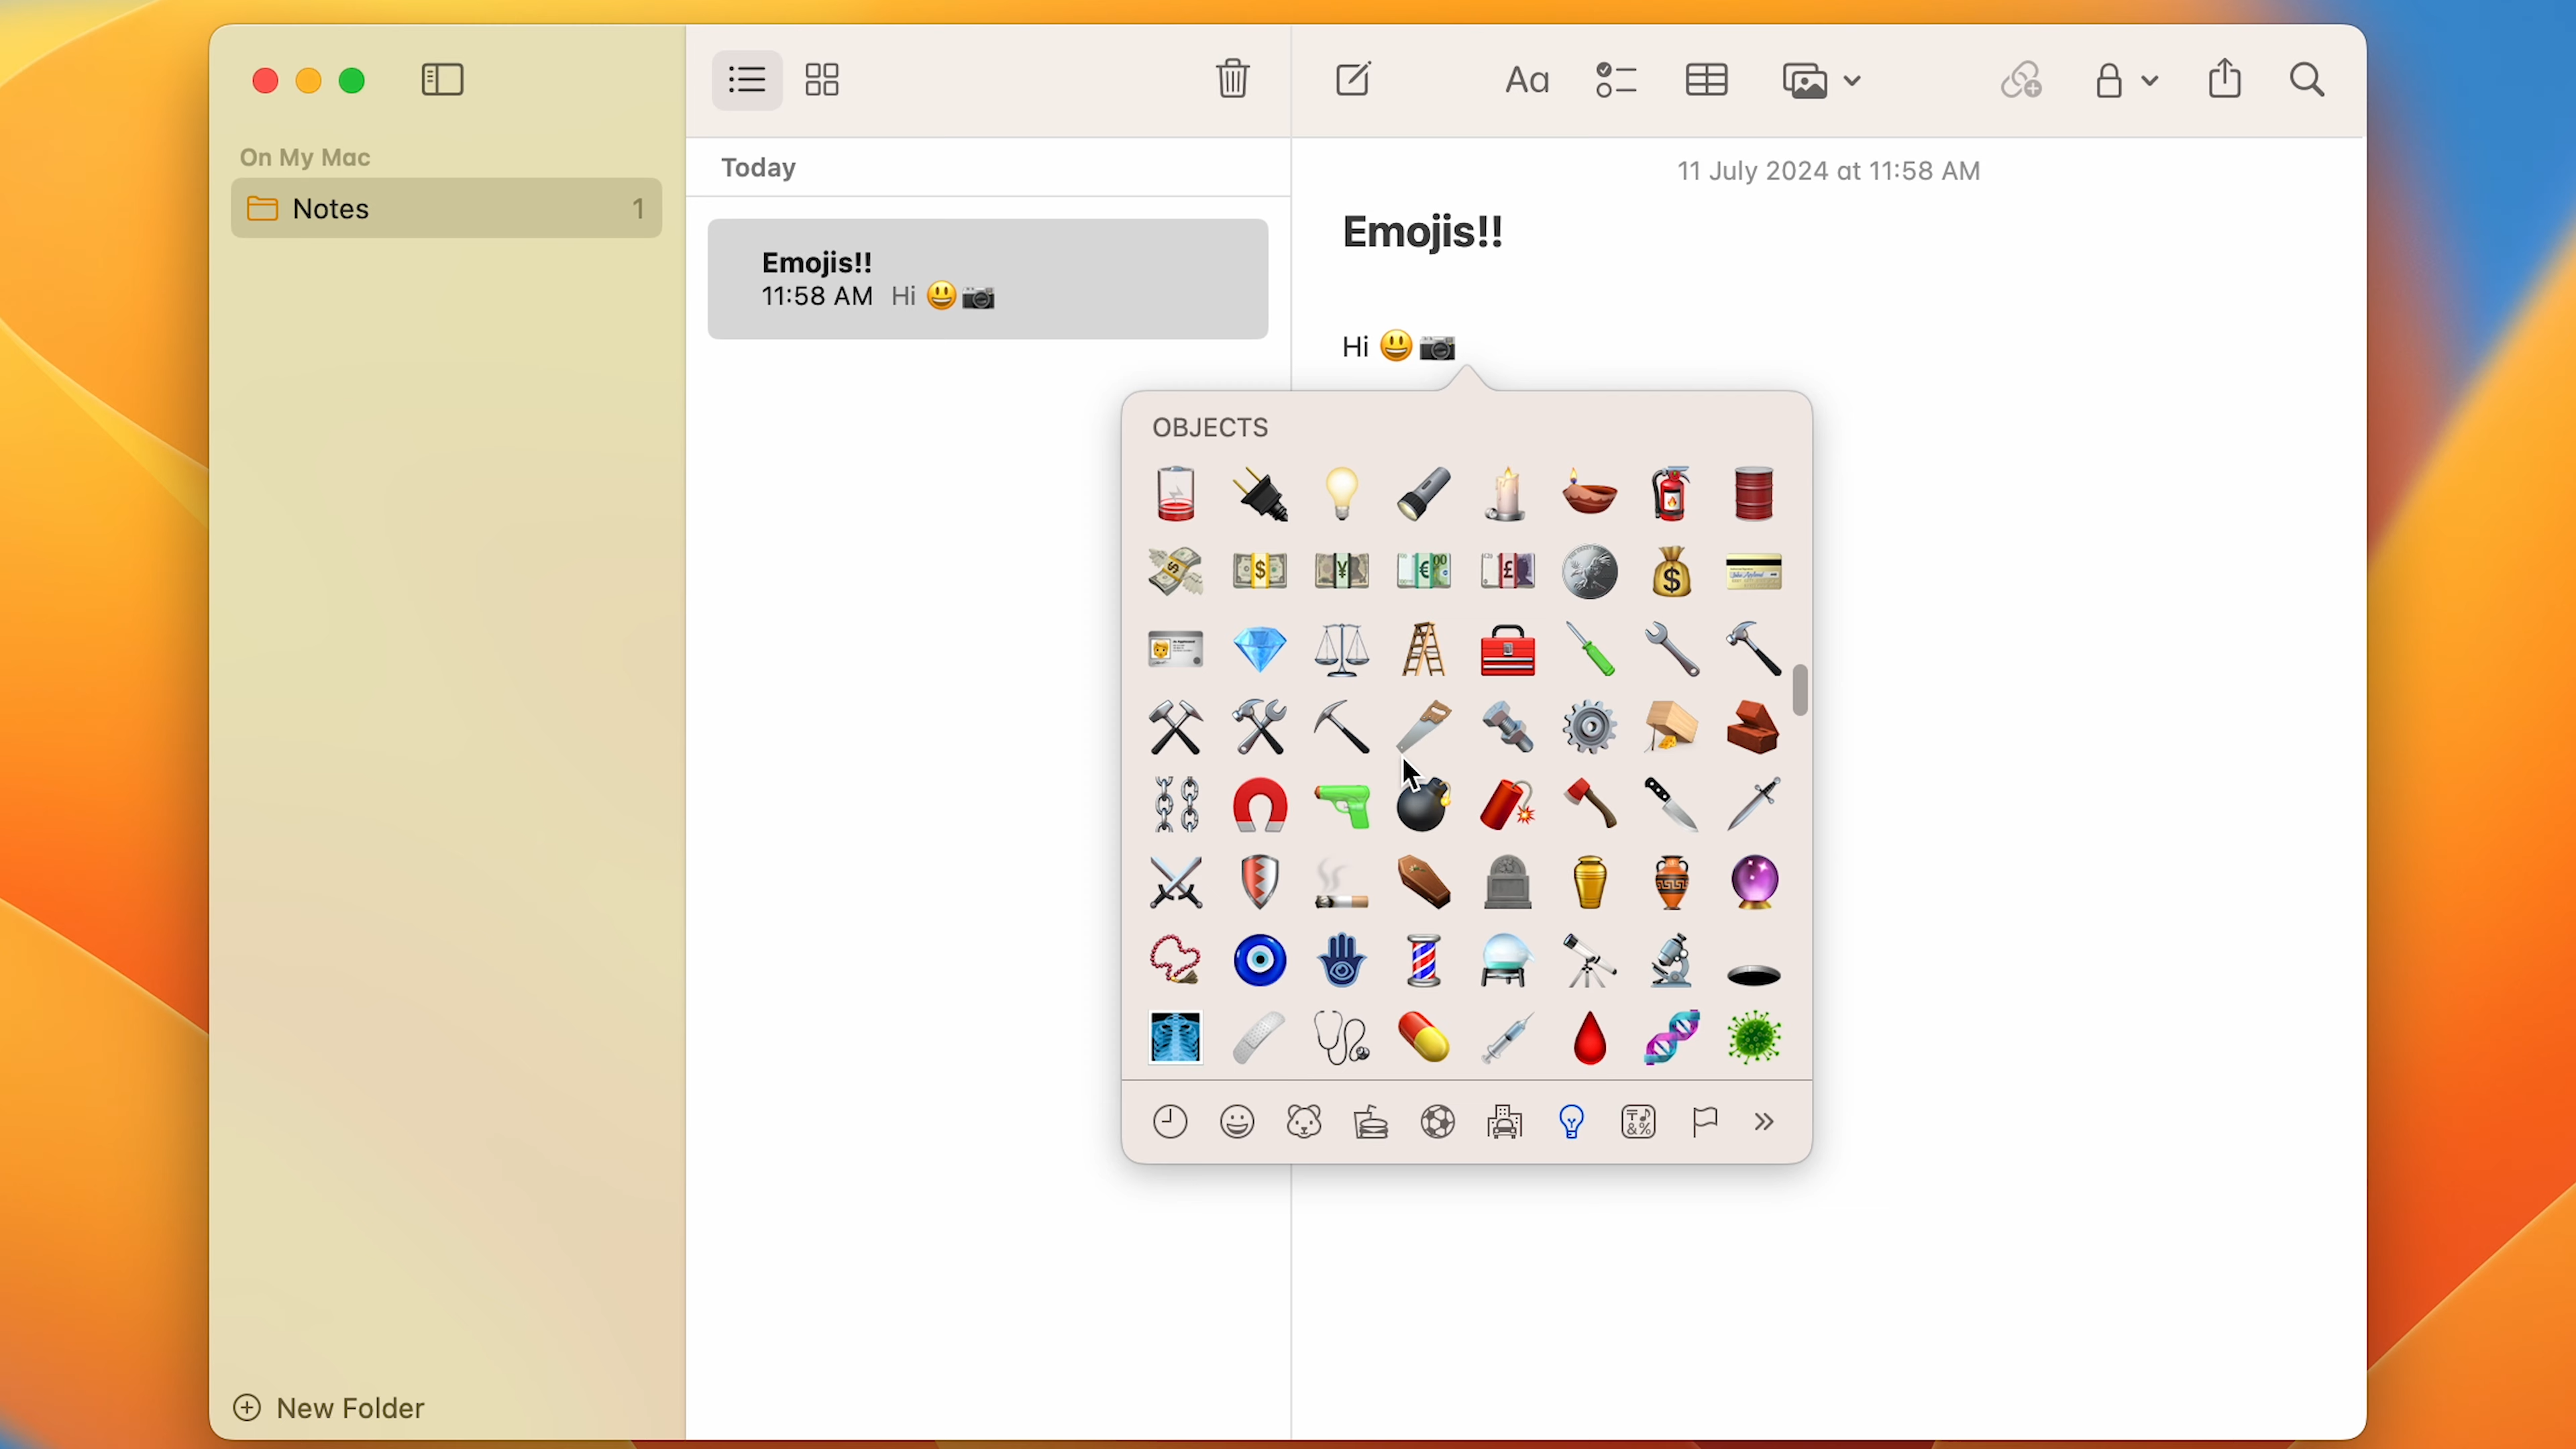 On My Mac
Notes 1
Today
Emojis!!
11:58 AM Hi 😃📷
Aa
11 July 2024 at 11:58 AM
Emojis!!
Hi 😃📷
OBJECTS
New Folder